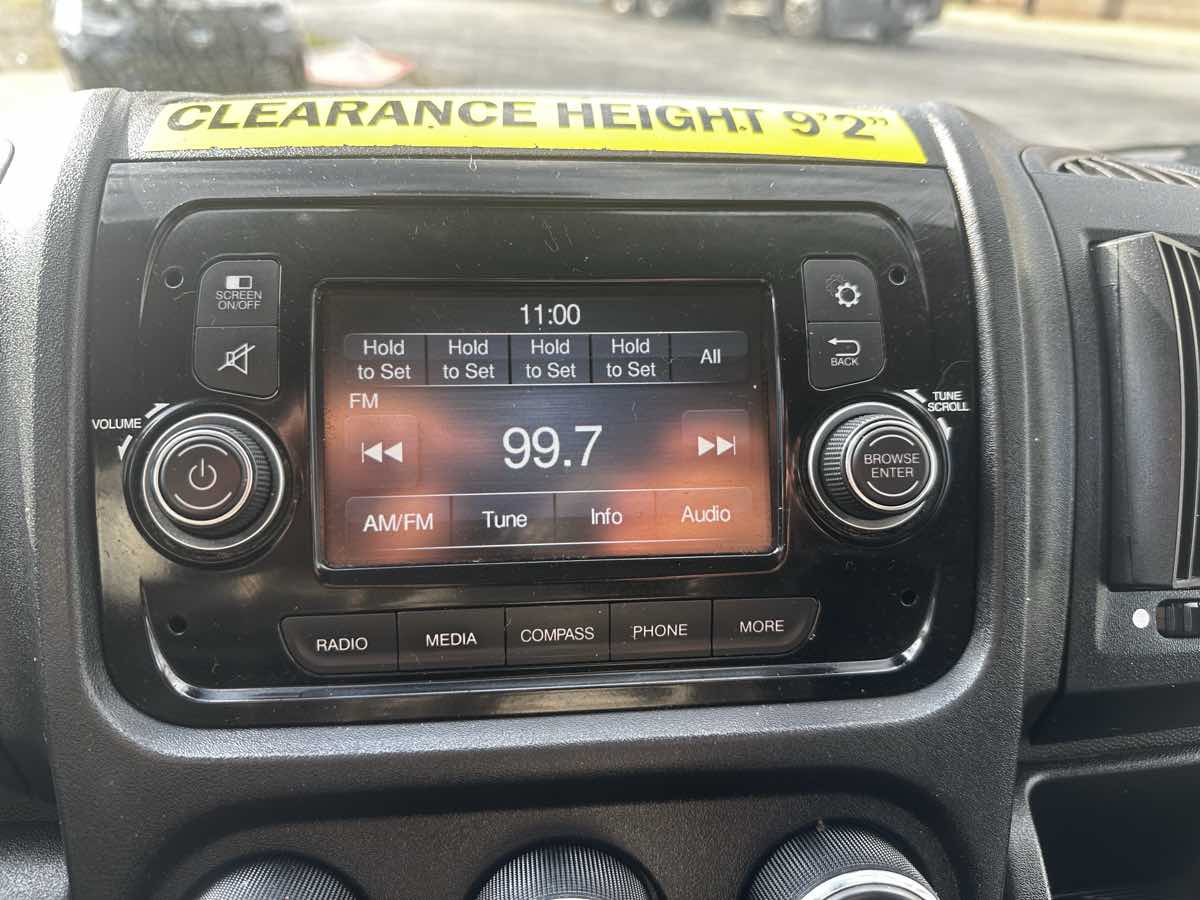 CLEARANCE HEIGHT 9'2"
SCREEN
ON/OFF
11:00
Hold
to Set
Hold
to Set
Hold
to Set
Hold
to Set
All
BACK
VOLUME
FM
TUNE
SCROLL
99.7
BROWSE
ENTER
AM/FM Tune Info Audio
RADIO MEDIA COMPASS PHONE MORE